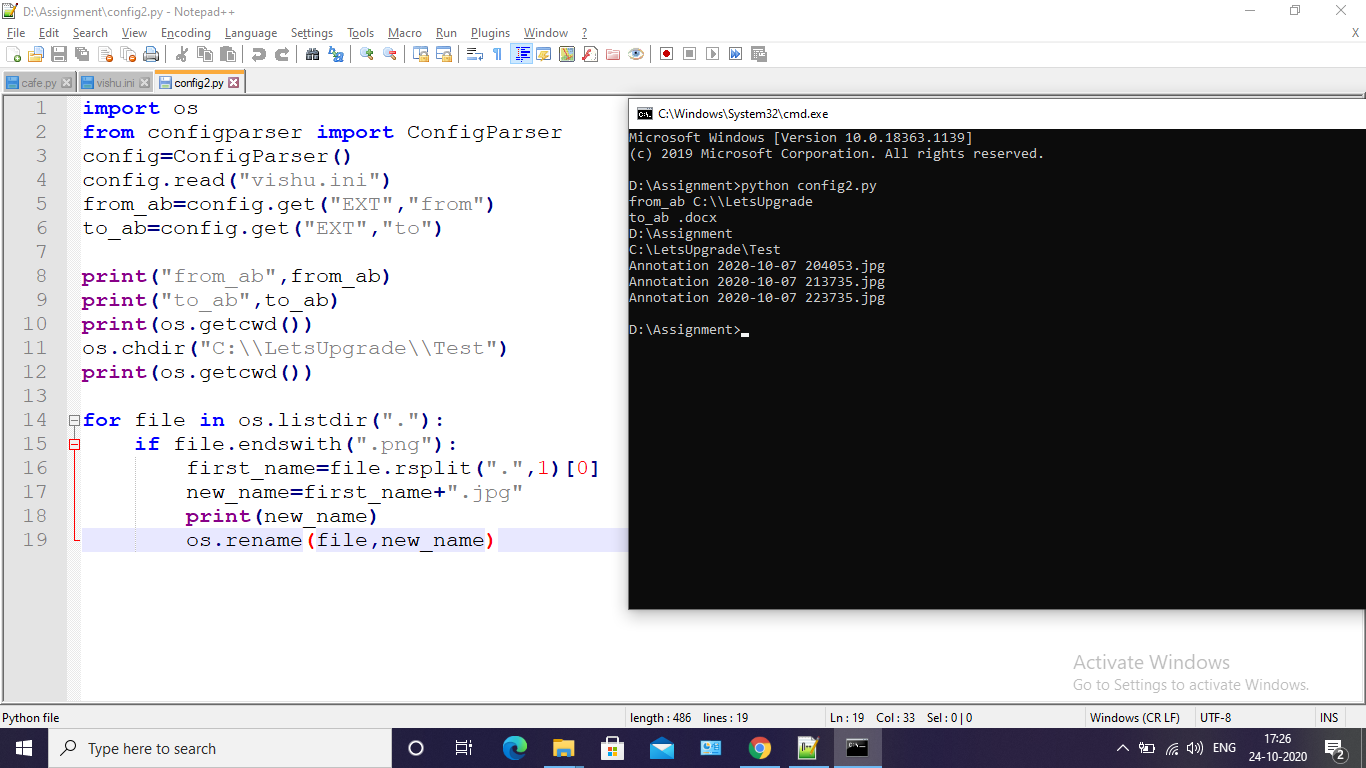 D:\Assignment\config2.py - Notepad++
File Edit Search View Encoding Language Settings Tools Macro Run Plugins Window ? X
cafe.py vishu.ini config2.py
1 import os
2 from configparser import ConfigParser
3 config=ConfigParser()
4 config.read("vishu.ini")
5 from_ab=config.get("EXT","from")
6 to_ab=config.get("EXT","to")
7
8 print("from_ab",from_ab)
9 print("to_ab",to_ab)
10 print(os.getcwd())
11 os.chdir("C:\\LetsUpgrade\\Test")
12 print(os.getcwd())
13
14 for file in os.listdir("."):
15 if file.endswith(".png"):
16 first_name=file.rsplit(".",1)[0]
17 new_name=first_name+".jpg"
18 print(new_name)
19 os.rename(file,new_name)
C:\Windows\System32\cmd.exe
Microsoft Windows [Version 10.0.18363.1139]
(c) 2019 Microsoft Corporation. All rights reserved.
D:\Assignment>python config2.py
from_ab C:\\LetsUpgrade
to_ab .docx
D:\Assignment
C:\LetsUpgrade\Test
Annotation 2020-10-07 204053.jpg
Annotation 2020-10-07 213735.jpg
Annotation 2020-10-07 223735.jpg
D:\Assignment>
Activate Windows
Go to Settings to activate Windows.
Python file length : 486 lines : 19 Ln : 19 Col : 33 Sel : 0 | 0 Windows (CR LF) UTF-8 INS
Type here to search
ENG
17:26
24-10-2020
2